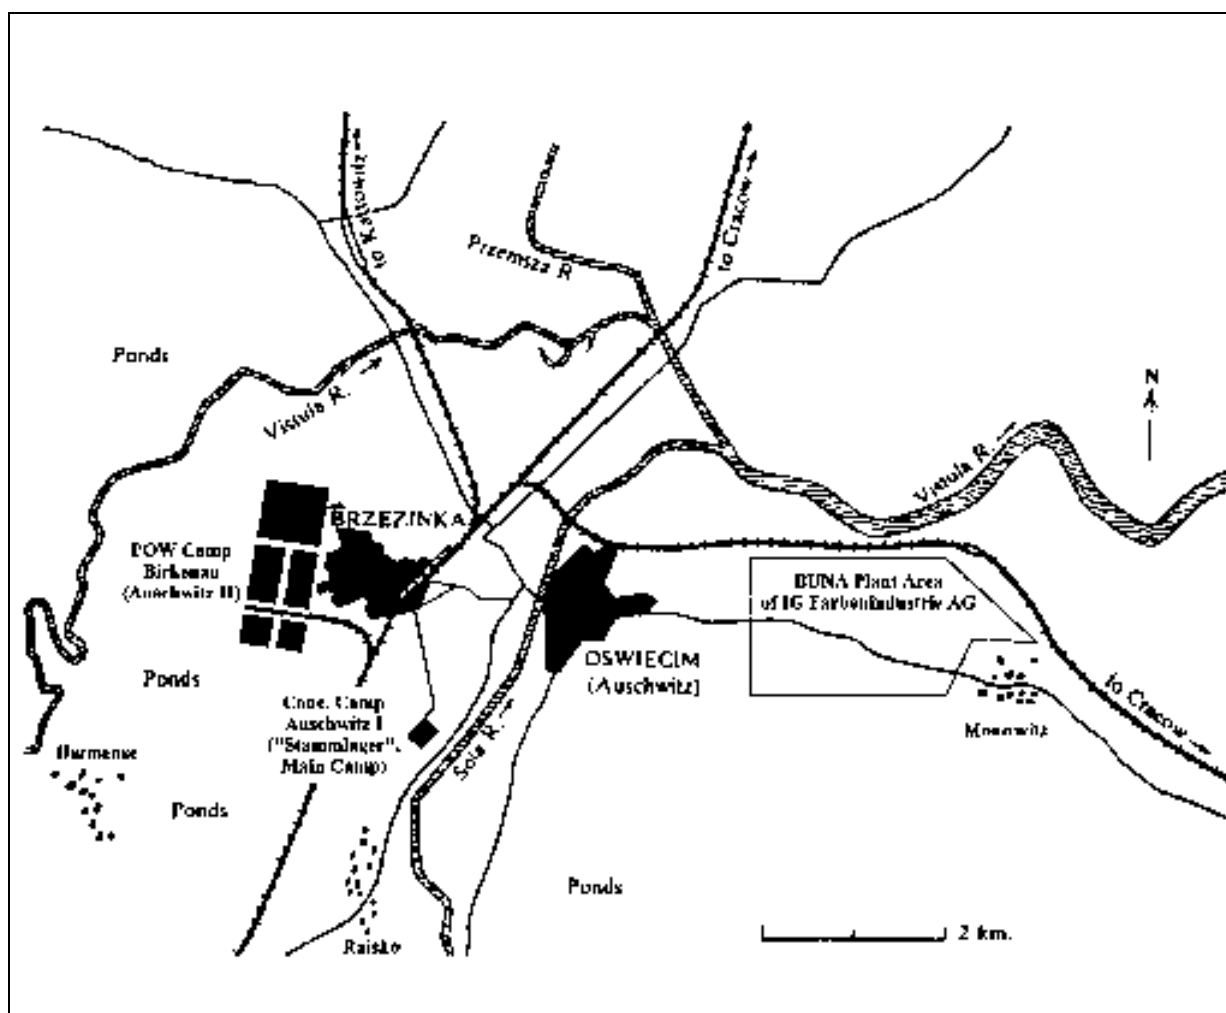 to Kattowitz
to Cracow
Przemsza R
Ponds
Vistula R.
N
Vistula R.
BRZEZINKA
POW Camp
Birkenau
(Auschwitz II)
BUNA Plant Area
of IG Farbenindustrie AG
OSWIECIM
(Auschwitz)
Ponds
Conc. Camp
Auschwitz I
("Stammlager",
Main Camp)
Sola R.
Monowitz
to Cracow
Harmense
Ponds
Ponds
Raisko
2 km.